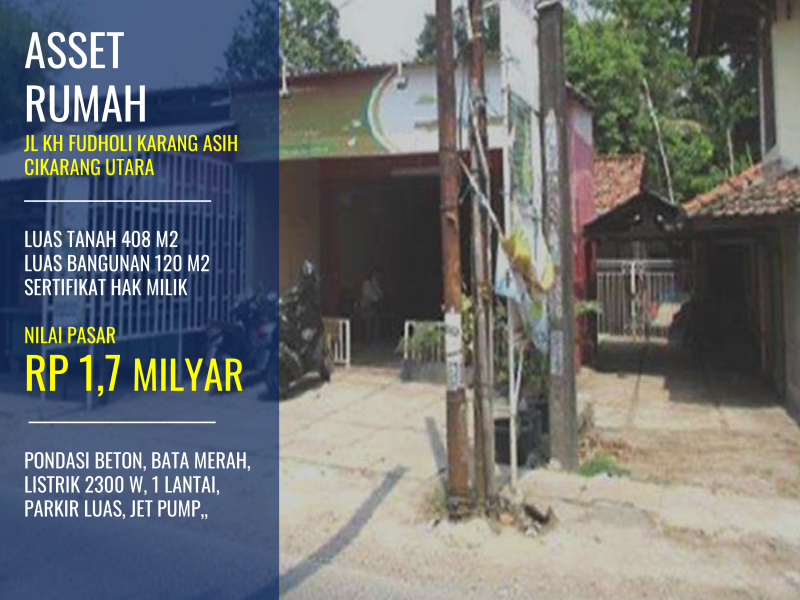 ASSET
RUMAH
JL KH FUDHOLI KARANG ASIH
CIKARANG UTARA
LUAS TANAH 408 M2
LUAS BANGUNAN 120 M2
SERTIFIKAT HAK MILIK
NILAI PASAR
RP 1,7 MILYAR
PONDASI BETON, BATA MERAH,
LISTRIK 2300 W, 1 LANTAI,
PARKIR LUAS, JET PUMP,,